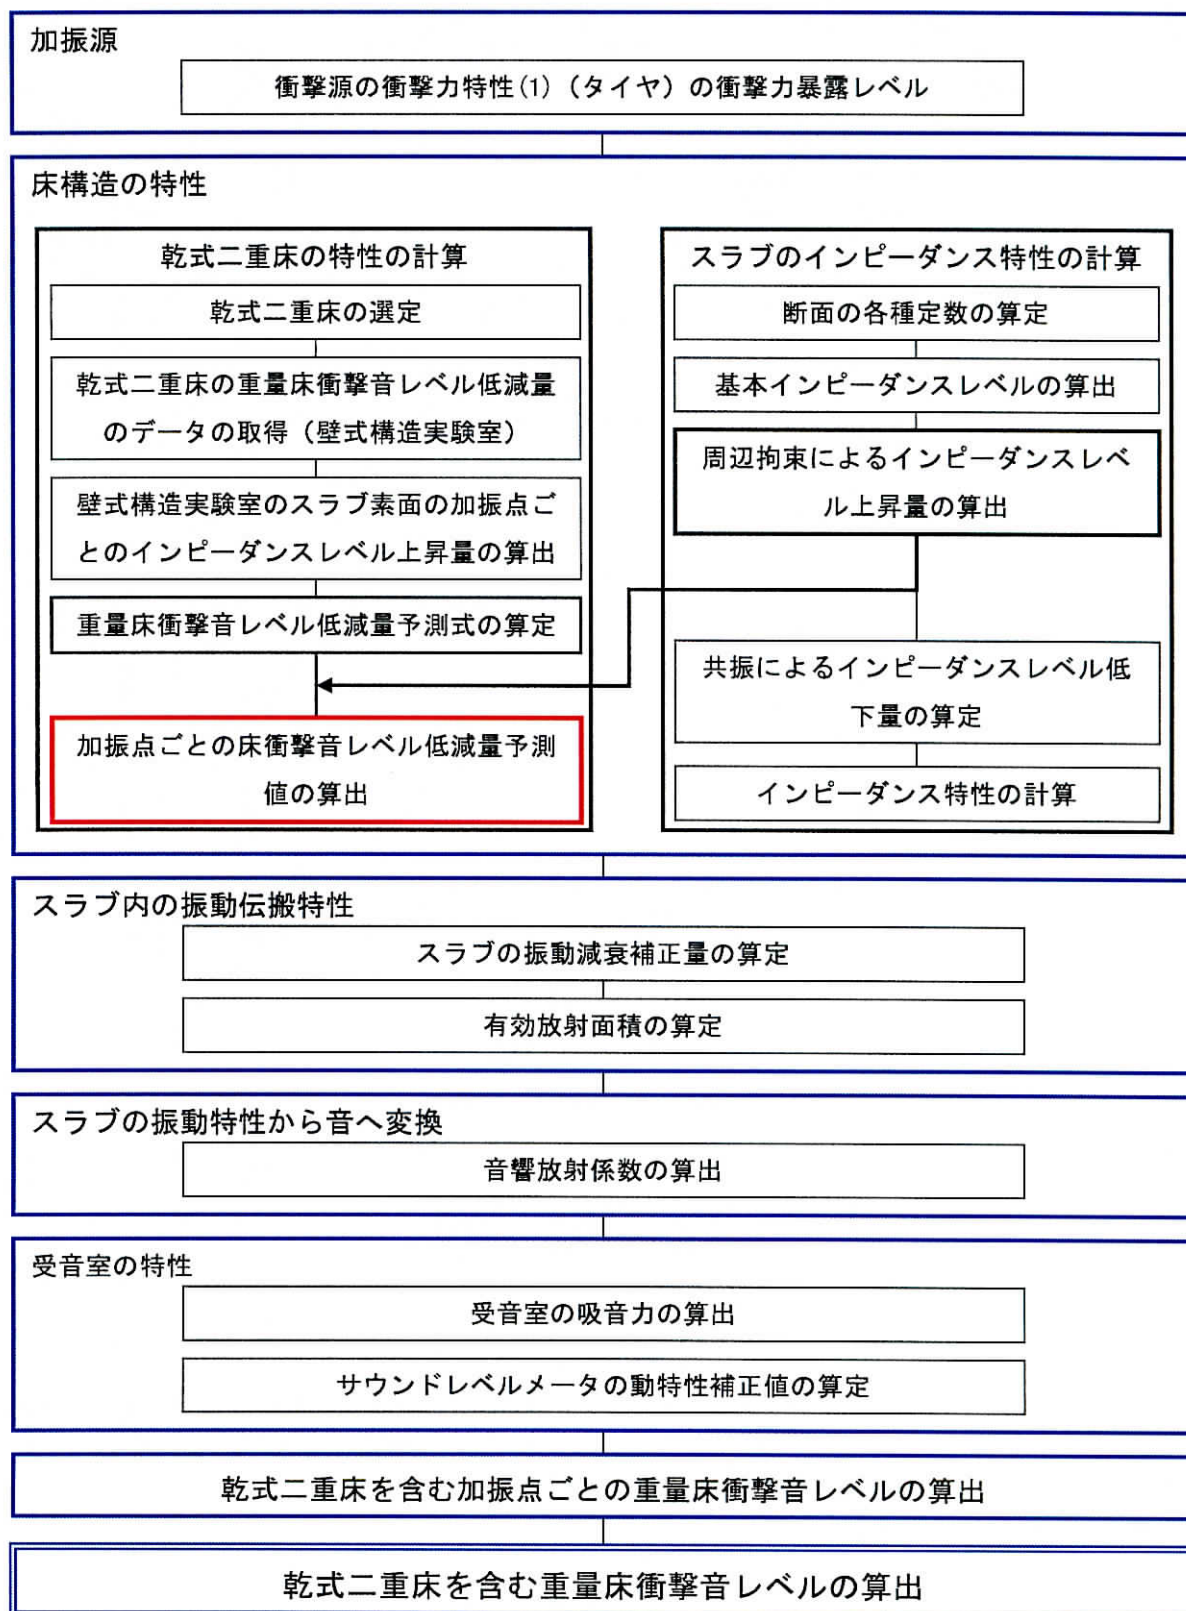 加振源
衝撃源の衝撃力特性(1)（タイヤ）の衝撃力暴露レベル
床構造の特性
乾式二重床の特性の計算
乾式二重床の選定
乾式二重床の重量床衝撃音レベル低減量
のデータの取得（壁式構造実験室）
壁式構造実験室のスラブ素面の加振点ご
とのインピーダンスレベル上昇量の算出
重量床衝撃音レベル低減量予測式の算定
加振点ごとの床衝撃音レベル低減量予測
値の算出
スラブのインピーダンス特性の計算
断面の各種定数の算定
基本インピーダンスレベルの算出
周辺拘束によるインピーダンスレベ
ル上昇量の算出
共振によるインピーダンスレベル低
下量の算定
インピーダンス特性の計算
スラブ内の振動伝搬特性
スラブの振動減衰補正量の算定
有効放射面積の算定
スラブの振動特性から音へ変換
音響放射係数の算出
受音室の特性
受音室の吸音力の算出
サウンドレベルメータの動特性補正値の算定
乾式二重床を含む加振点ごとの重量床衝撃音レベルの算出
乾式二重床を含む重量床衝撃音レベルの算出